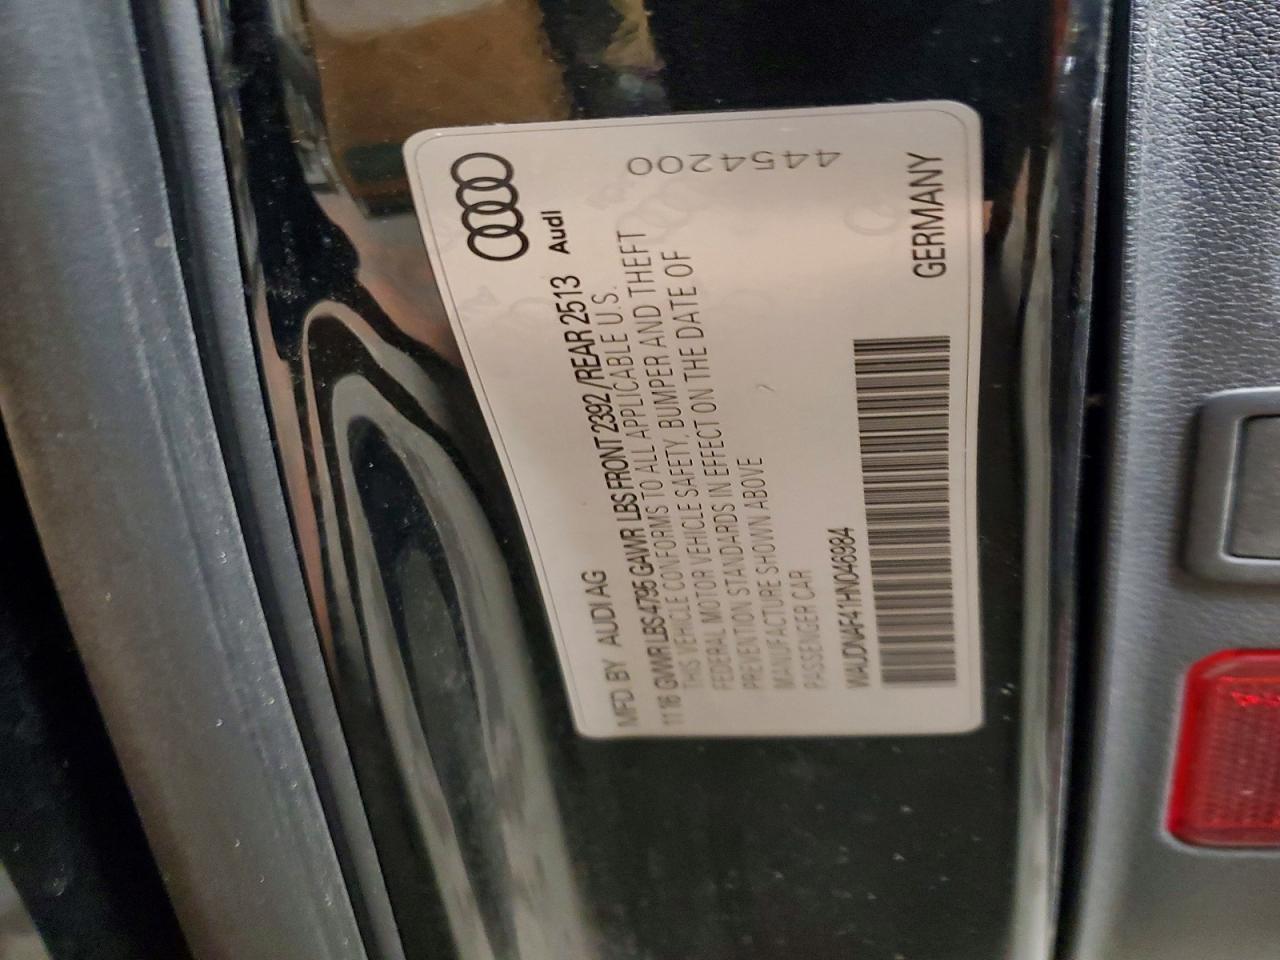 Audi
MFD BY AUDI AG
11 16 GVWR LBS 4795 GAWR LBS FRONT 2392 / REAR 2513
THIS VEHICLE CONFORMS TO ALL APPLICABLE U.S.
FEDERAL MOTOR VEHICLE SAFETY, BUMPER AND THEFT
PREVENTION STANDARDS IN EFFECT ON THE DATE OF
MANUFACTURE SHOWN ABOVE
PASSENGER CAR
WAUDNAF41HN046984
GERMANY
4454200